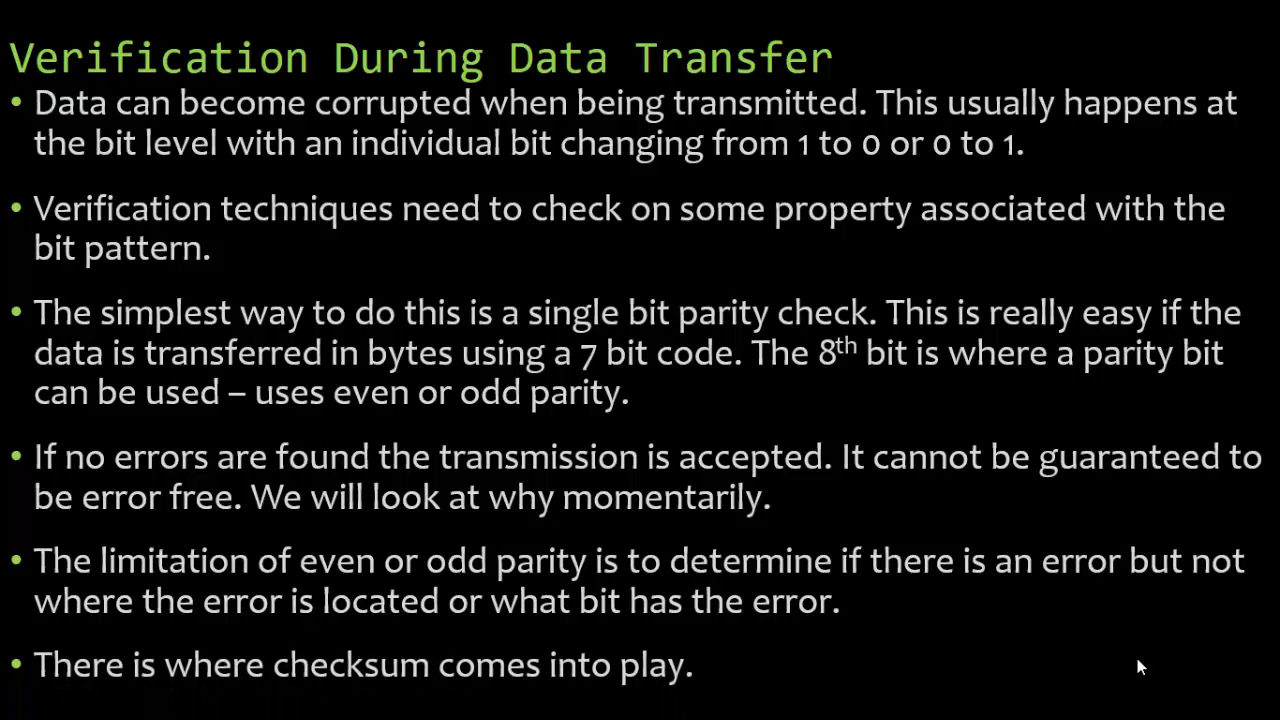 Verification During Data Transfer
• Data can become corrupted when being transmitted. This usually happens at
the bit level with an individual bit changing from 1 to 0 or 0 to 1.
• Verification techniques need to check on some property associated with the
bit pattern.
• The simplest way to do this is a single bit parity check. This is really easy if the
data is transferred in bytes using a 7 bit code. The 8th bit is where a parity bit
can be used – uses even or odd parity.
• If no errors are found the transmission is accepted. It cannot be guaranteed to
be error free. We will look at why momentarily.
• The limitation of even or odd parity is to determine if there is an error but not
where the error is located or what bit has the error.
• There is where checksum comes into play.